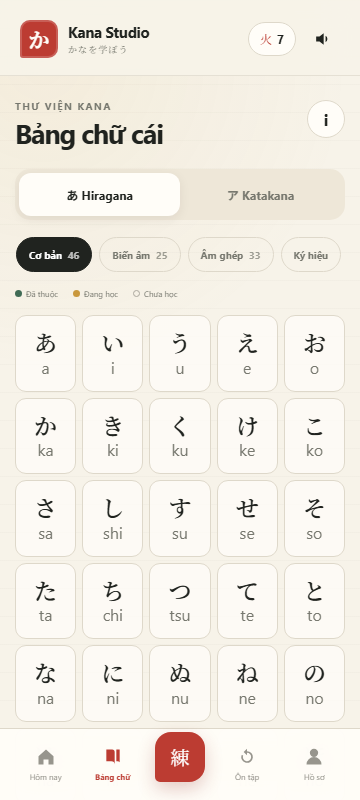 か
Kana Studio
かなを学ぼう
火 7
THƯ VIỆN KANA
Bảng chữ cái
i
あ Hiragana
ア Katakana
Cơ bản 46
Biến âm 25
Âm ghép 33
Ký hiệu
Đã thuộc
Đang học
Chưa học
あ い う え お
a i u e o
か き く け こ
ka ki ku ke ko
さ し す せ そ
sa shi su se so
た ち つ て と
ta chi tsu te to
な に ぬ ね の
na ni nu ne no
Hôm nay
Bảng chữ
練
Ôn tập
Hồ sơ